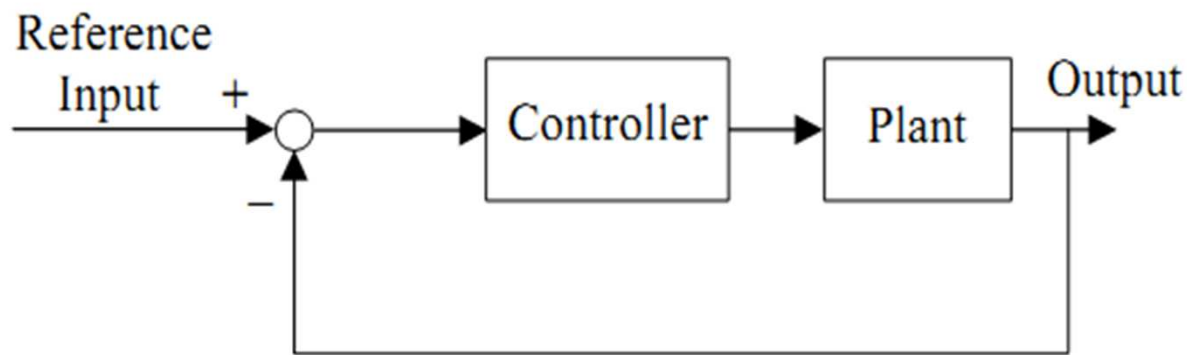 Reference
Input
+
−
Controller
Plant
Output